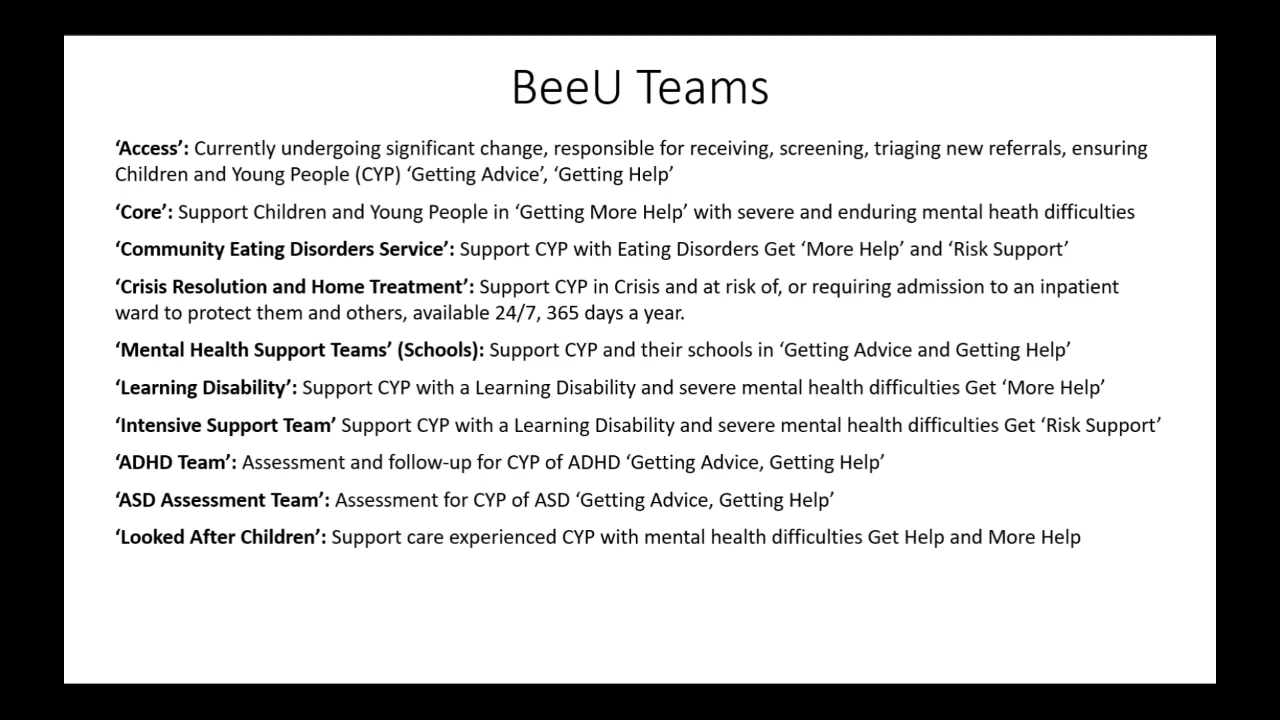 BeeU Teams
‘Access’: Currently undergoing significant change, responsible for receiving, screening, triaging new referrals, ensuring
Children and Young People (CYP) ‘Getting Advice’, ‘Getting Help’
‘Core’: Support Children and Young People in ‘Getting More Help’ with severe and enduring mental heath difficulties
‘Community Eating Disorders Service’: Support CYP with Eating Disorders Get ‘More Help’ and ‘Risk Support’
‘Crisis Resolution and Home Treatment’: Support CYP in Crisis and at risk of, or requiring admission to an inpatient
ward to protect them and others, available 24/7, 365 days a year.
‘Mental Health Support Teams’ (Schools): Support CYP and their schools in ‘Getting Advice and Getting Help’
‘Learning Disability’: Support CYP with a Learning Disability and severe mental health difficulties Get ‘More Help’
‘Intensive Support Team’ Support CYP with a Learning Disability and severe mental health difficulties Get ‘Risk Support’
‘ADHD Team’: Assessment and follow-up for CYP of ADHD ‘Getting Advice, Getting Help’
‘ASD Assessment Team’: Assessment for CYP of ASD ‘Getting Advice, Getting Help’
‘Looked After Children’: Support care experienced CYP with mental health difficulties Get Help and More Help